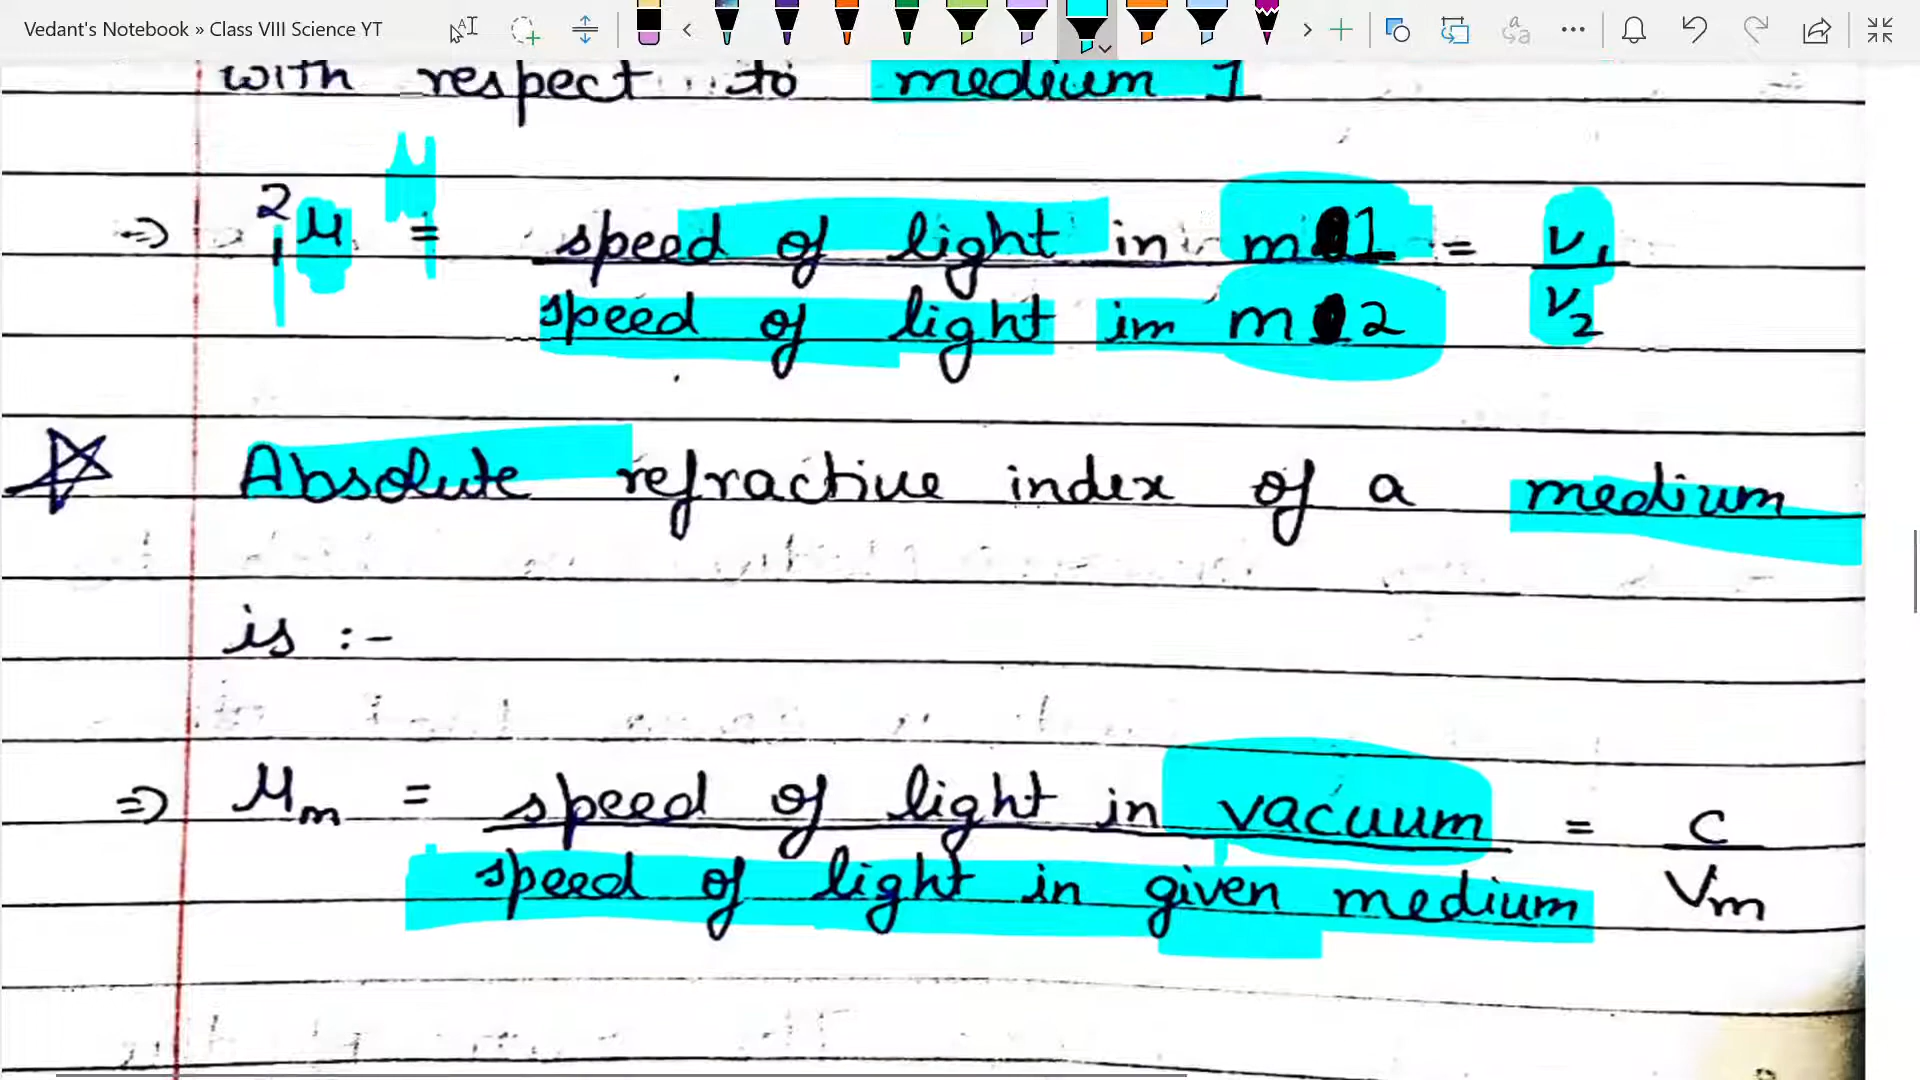 Vedant's Notebook » Class VIII Science YT
with respect to medium 1
⇒ ²₁μ = speed of light in m1 = v₁
speed of light in m2 v₂
Absolute refractive index of a medium
is :-
⇒ μm = speed of light in vacuum = c
speed of light in given medium Vm